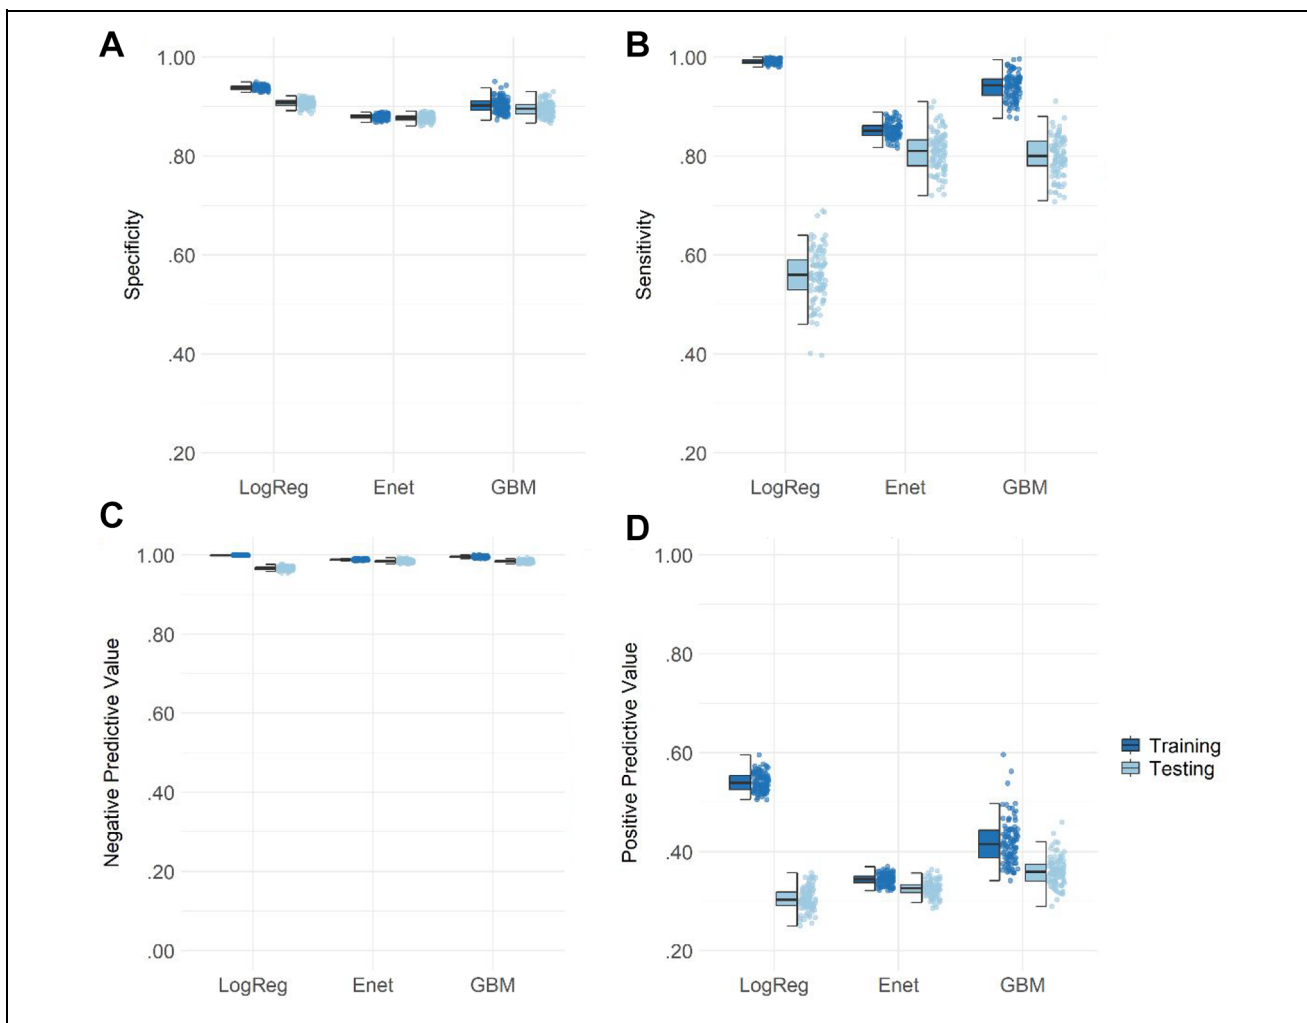 A
1.00
.80
.60
.40
.20
Specificity
LogReg Enet GBM
B
1.00
.80
.60
.40
.20
Sensitivity
LogReg Enet GBM
C
1.00
.80
.60
.40
.20
.00
Negative Predictive Value
LogReg Enet GBM
D
1.00
.80
.60
.40
.20
Positive Predictive Value
LogReg Enet GBM
Training
Testing